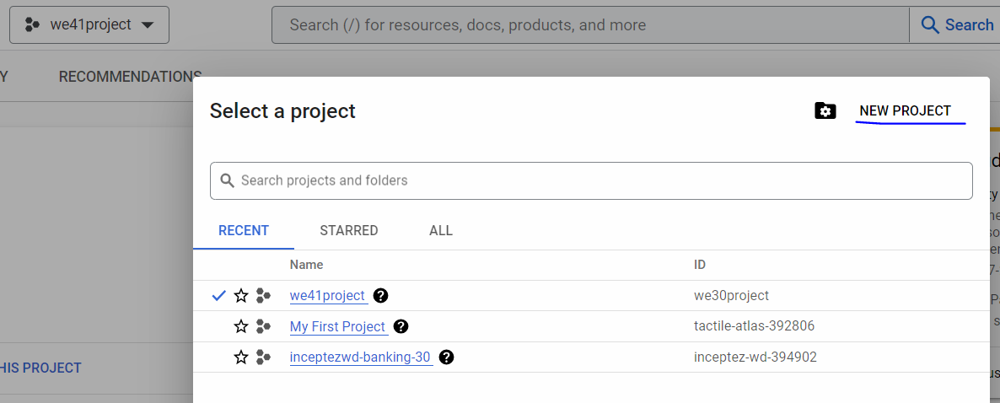 we41project
Search (/) for resources, docs, products, and more
Search
Y
RECOMMENDATIONS
Select a project
NEW PROJECT
Search projects and folders
RECENT
STARRED
ALL
Name
ID
we41project
we30project
My First Project
tactile-atlas-392806
inceptezwd-banking-30
inceptez-wd-394902
HIS PROJECT